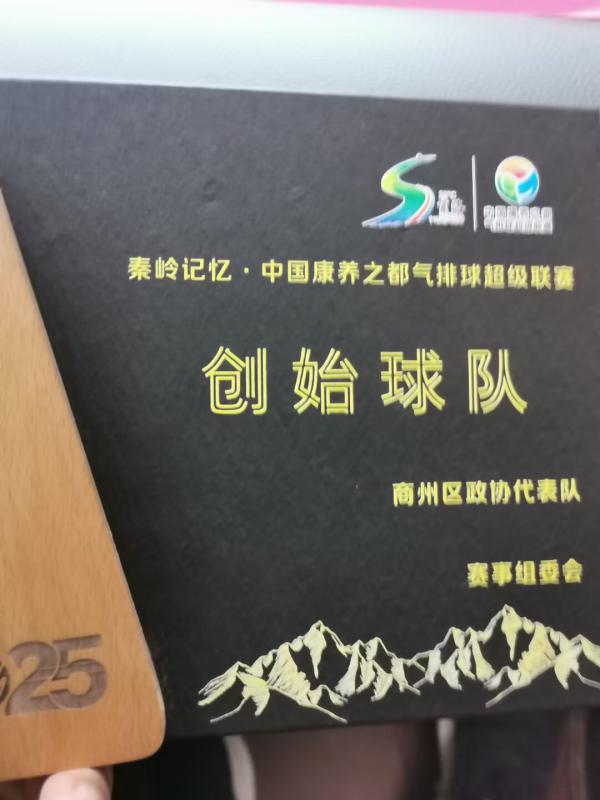 秦岭记忆·中国康养之都气排球超级联赛
创始球队
商州区政协代表队
赛事组委会
25